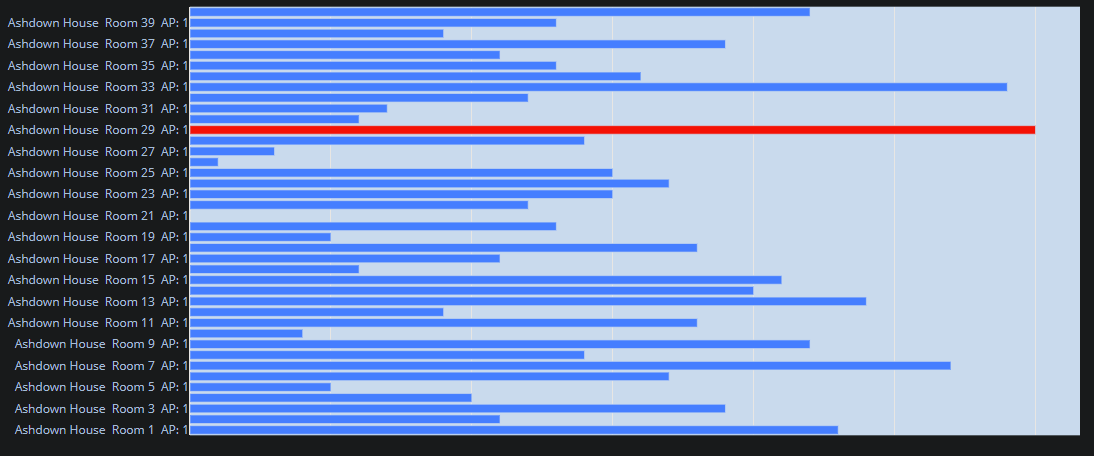 Ashdown House Room 39 AP: 1
Ashdown House Room 37 AP: 1
Ashdown House Room 35 AP: 1
Ashdown House Room 33 AP: 1
Ashdown House Room 31 AP: 1
Ashdown House Room 29 AP: 1
Ashdown House Room 27 AP: 1
Ashdown House Room 25 AP: 1
Ashdown House Room 23 AP: 1
Ashdown House Room 21 AP: 1
Ashdown House Room 19 AP: 1
Ashdown House Room 17 AP: 1
Ashdown House Room 15 AP: 1
Ashdown House Room 13 AP: 1
Ashdown House Room 11 AP: 1
Ashdown House Room 9 AP: 1
Ashdown House Room 7 AP: 1
Ashdown House Room 5 AP: 1
Ashdown House Room 3 AP: 1
Ashdown House Room 1 AP: 1